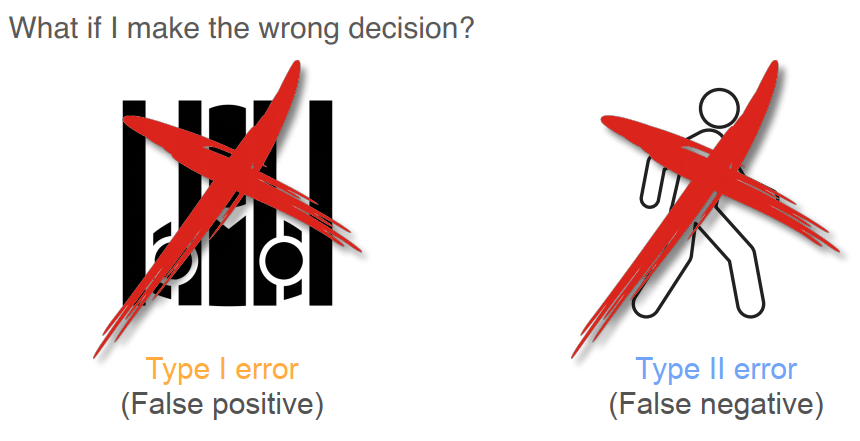 What if I make the wrong decision?
Type I error
Type II error
(False positive)
(False negative)